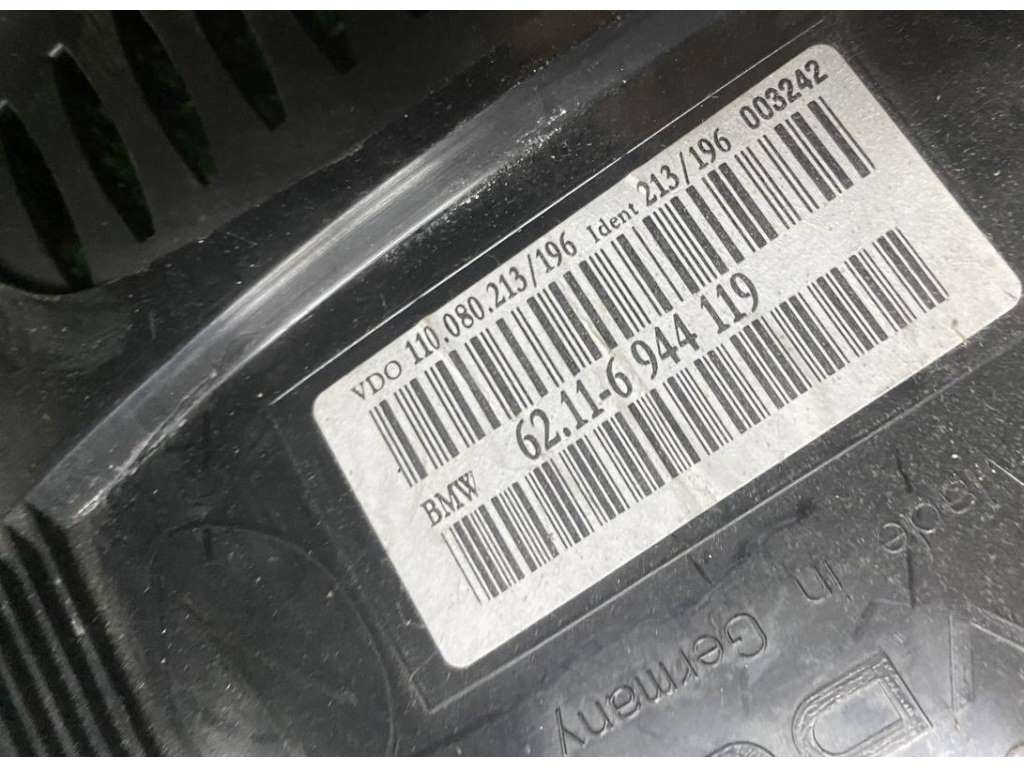 VDO 110.080.213/196 Ident 213/196 003242
BMW 62.11-6 944 119
made
in Germany